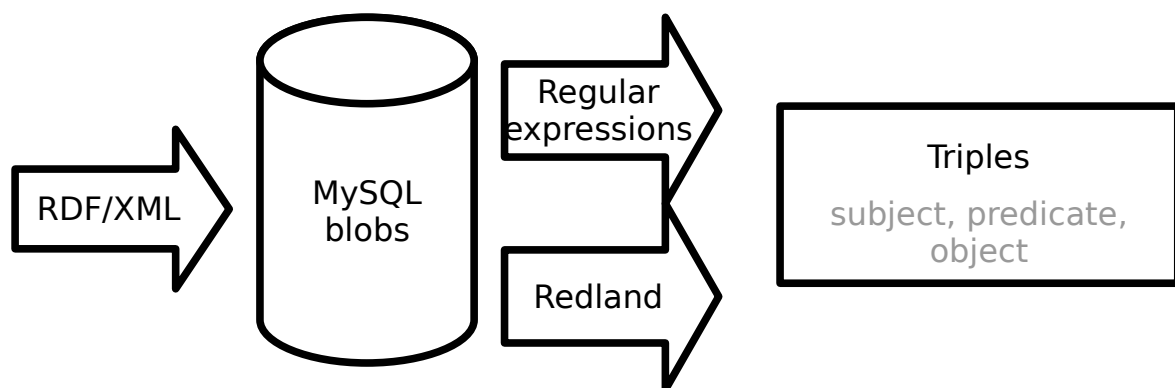 RDF/XML
MySQL
blobs
Regular
expressions
Redland
Triples
subject, predicate,
object